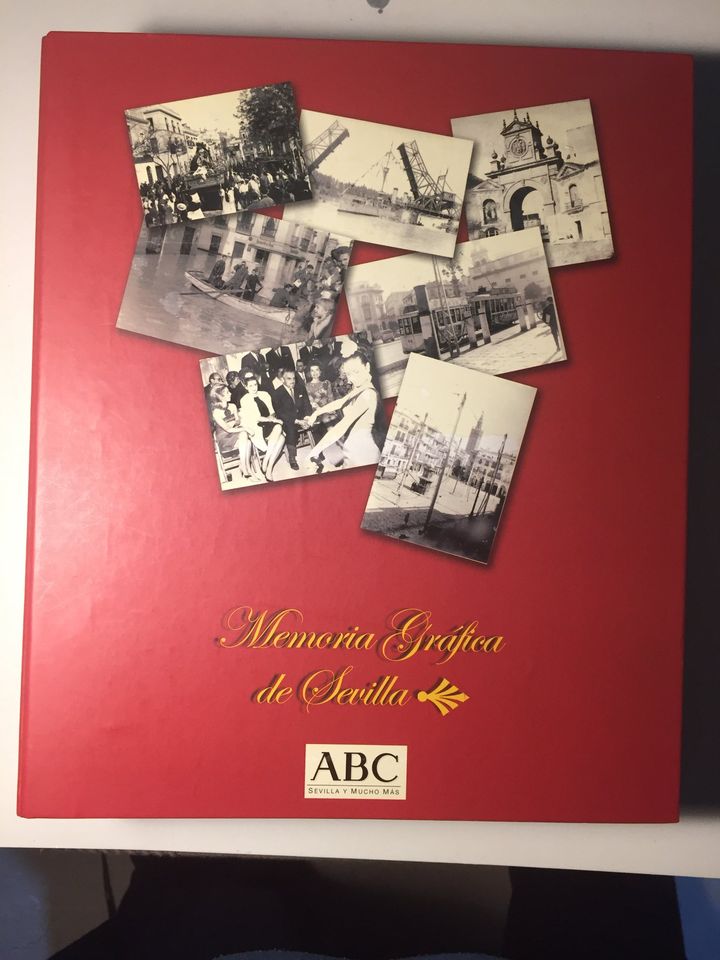 Memoria Gráfica
de Sevilla
ABC
SEVILLA Y MUCHO MÁS